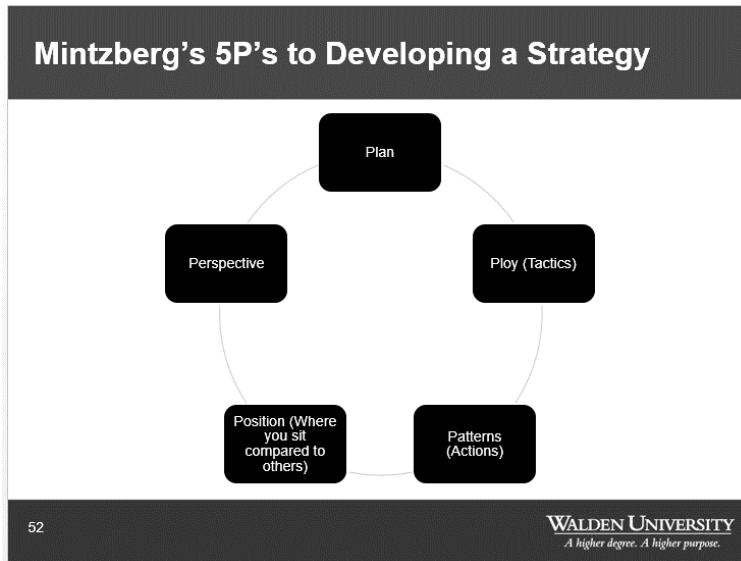 Mintzberg's 5P's to Developing a Strategy
Plan
Perspective
Ploy (Tactics)
Position (Where
you sit
compared to
others)
Patterns
(Actions)
52
WALDEN UNIVERSITY
A higher degree. A higher purpose.